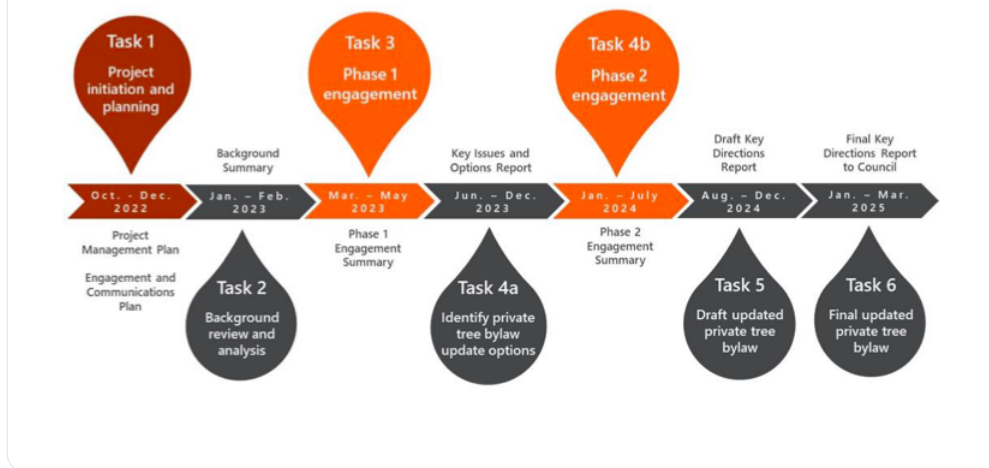 Task 1
Project
initiation and
planning
Task 3
Phase 1
engagement
Task 4b
Phase 2
engagement
Background
Summary
Key Issues and
Options Report
Draft Key
Directions
Report
Final Key
Directions Report
to Council
Oct. - Dec.
2022
Jan. – Feb.
2023
Mar. – May
2023
Jun. – Dec.
2023
Jan. – July
2024
Aug. – Dec.
2024
Jan. – Mar.
2025
Project
Management Plan
Engagement and
Communications
Plan
Phase 1
Engagement
Summary
Phase 2
Engagement
Summary
Task 2
Background
review and
analysis
Task 4a
Identify private
tree bylaw
update options
Task 5
Draft updated
private tree
bylaw
Task 6
Final updated
private tree
bylaw